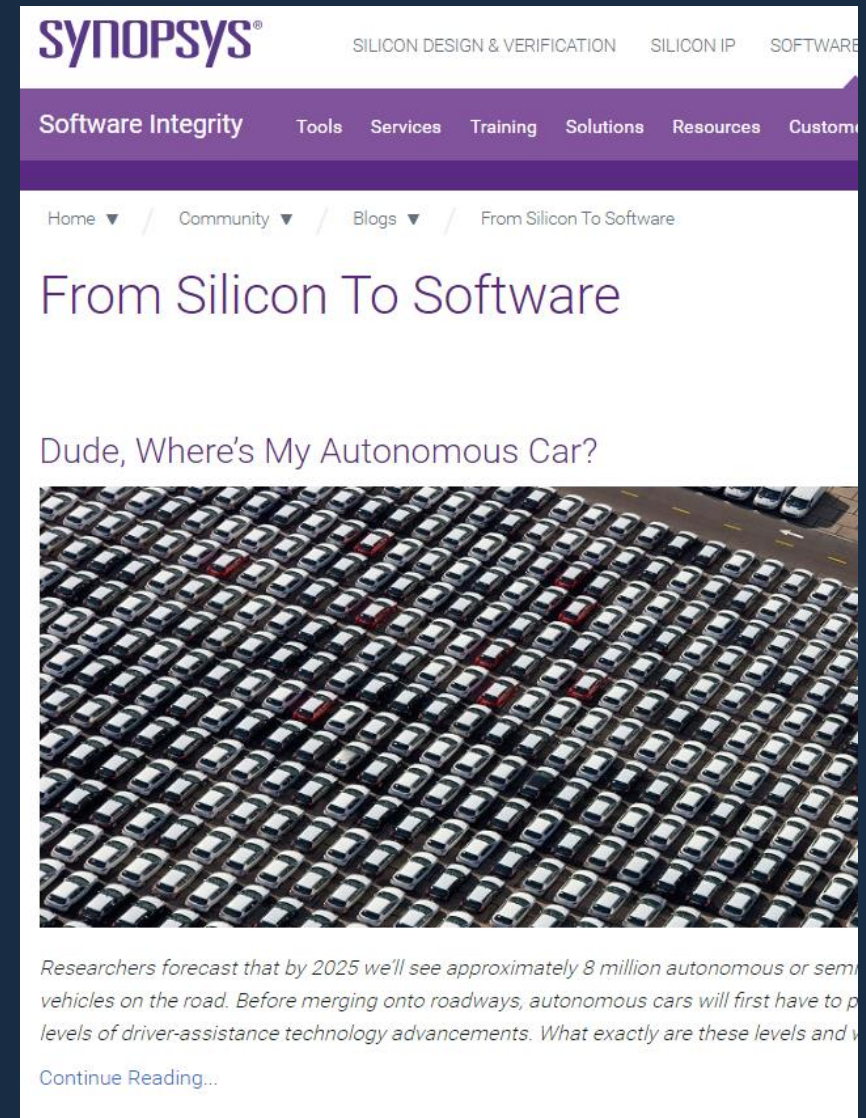 SYNOPSYS®
SILICON DESIGN & VERIFICATION SILICON IP SOFTWARE
Software Integrity Tools Services Training Solutions Resources Custome
Home ▼ / Community ▼ / Blogs ▼ / From Silicon To Software
From Silicon To Software
Dude, Where's My Autonomous Car?
Researchers forecast that by 2025 we'll see approximately 8 million autonomous or semi
vehicles on the road. Before merging onto roadways, autonomous cars will first have to p
levels of driver-assistance technology advancements. What exactly are these levels and
Continue Reading...